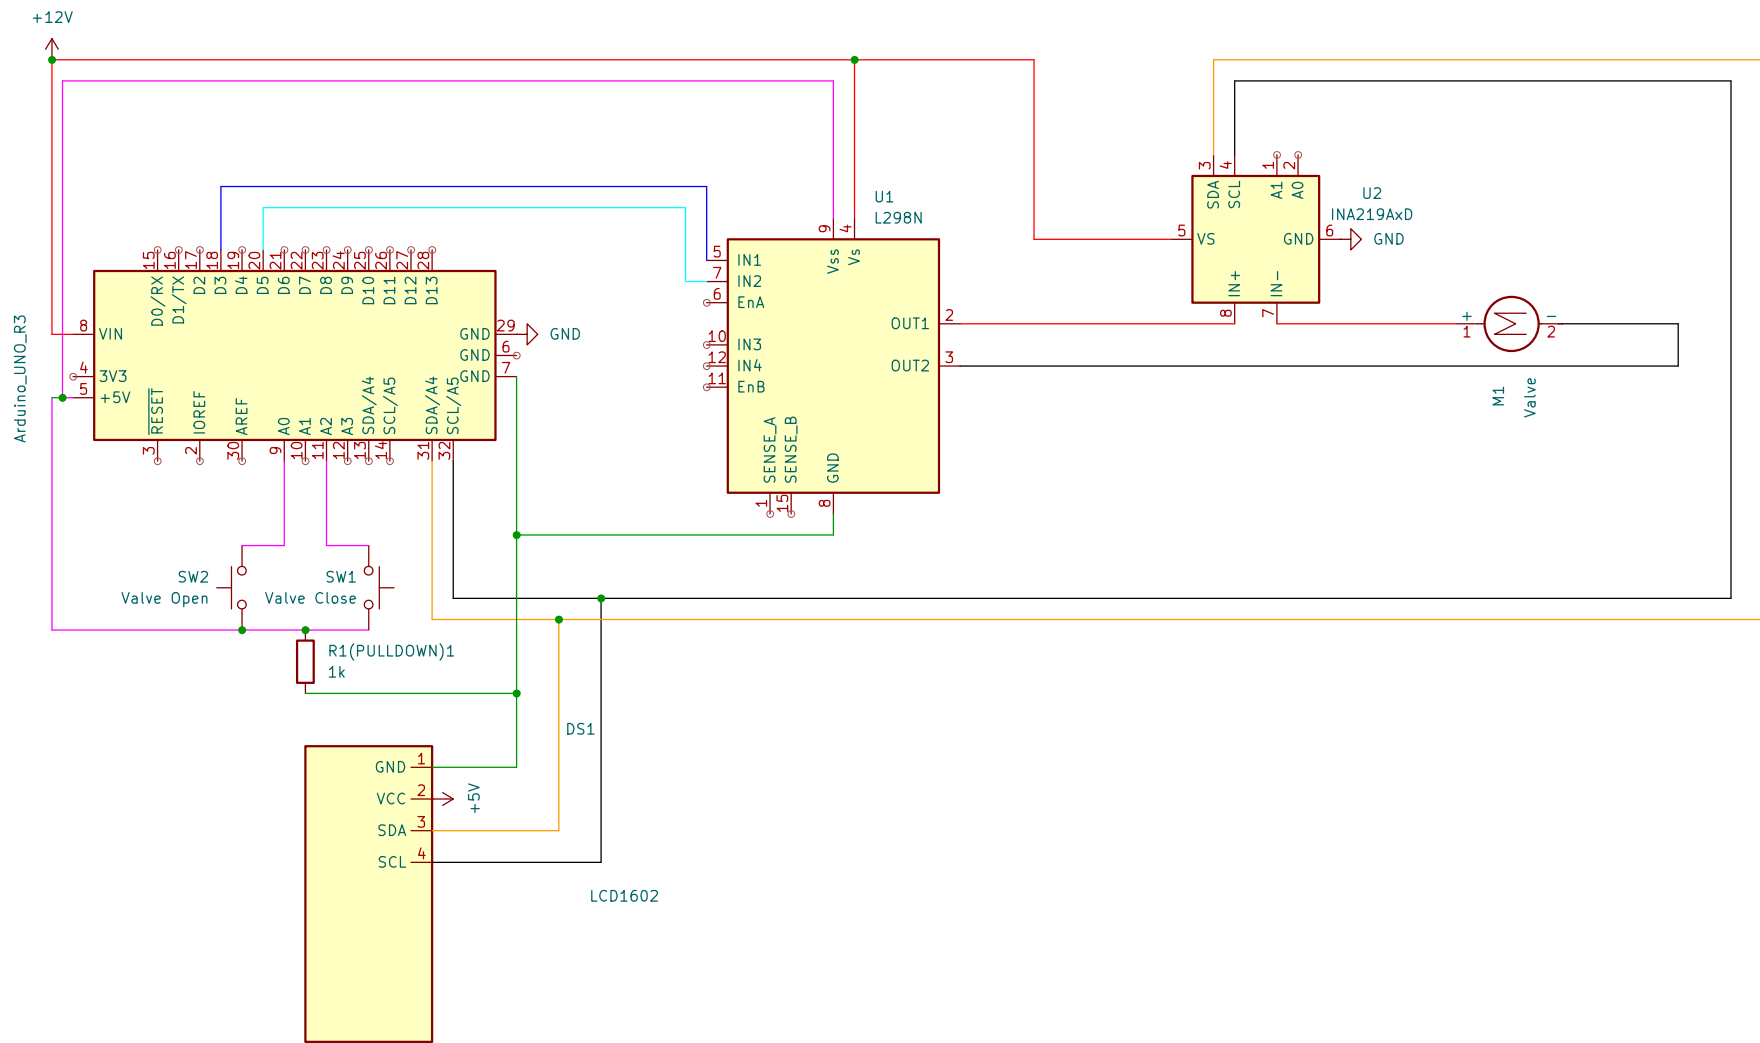 +12V
Arduino_UNO_R3
15
16
17
18
19
20
21
22
23
24
25
26
27
28
D0/RX
D1/TX
D2
D3
D4
D5
D6
D7
D8
D9
D10
D11
D12
D13
8
VIN
4
3V3
5
+5V
GND
29
GND
GND
6
GND
7
RESET
IOREF
AREF
A0
A1
A2
A3
SDA/A4
SCL/A5
SDA/A4
SCL/A5
3
2
30
9
10
11
12
13
14
31
32
U1
L298N
9
4
Vss
Vs
5
IN1
7
IN2
6
EnA
10
IN3
12
IN4
11
EnB
OUT1
2
OUT2
3
SENSE_A
SENSE_B
GND
1
15
8
U2
INA219AxD
3
4
1
2
SDA
SCL
A1
A0
5
VS
GND
6
GND
IN+
IN-
8
7
+
1
M
-
2
M1
Valve
SW2
Valve Open
SW1
Valve Close
R1(PULLDOWN)1
1k
DS1
GND
1
VCC
2
+5V
SDA
3
SCL
4
LCD1602